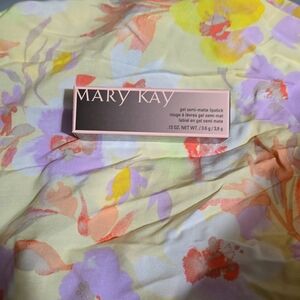 MARY KAY
gel semi-matte lipstick
rouge à lèvres gel semi-mat
labial en gel semi mate
.13 OZ. NET WT. / 3.6 g / 3,6 g